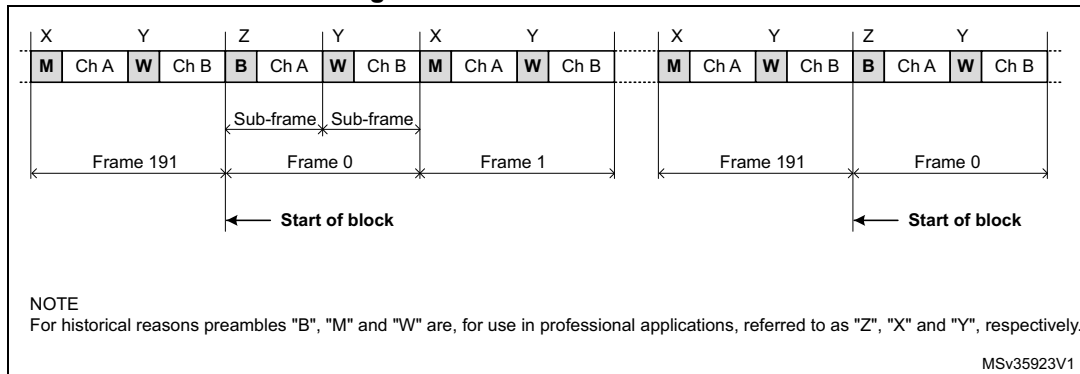 X Y Z Y X Y X Y Z Y
M Ch A W Ch B B Ch A W Ch B M Ch A W Ch B M Ch A W Ch B B Ch A W Ch B
Sub-frame Sub-frame
Frame 191 Frame 0 Frame 1 Frame 191 Frame 0
Start of block Start of block
NOTE
For historical reasons preambles "B", "M" and "W" are, for use in professional applications, referred to as "Z", "X" and "Y", respectively.
MSv35923V1